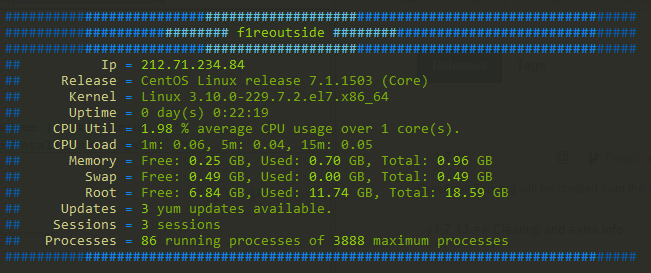 ###########################################################################
####################### f1reoutside ########
###########################################################################
## Ip = 212.71.234.84
## Release = CentOS Linux release 7.1.1503 (Core)
## Kernel = Linux 3.10.0-229.7.2.el7.x86_64
## Uptime = 0 day(s) 0:22:19
## CPU Util = 1.98 % average CPU usage over 1 core(s).
## CPU Load = 1m: 0.06, 5m: 0.04, 15m: 0.05
## Memory = Free: 0.25 GB, Used: 0.70 GB, Total: 0.96 GB
## Swap = Free: 0.49 GB, Used: 0.00 GB, Total: 0.49 GB
## Root = Free: 6.84 GB, Used: 11.74 GB, Total: 18.59 GB
## Updates = 3 yum updates available.
## Sessions = 3 sessions
## Processes = 86 running processes of 3888 maximum processes
###########################################################################